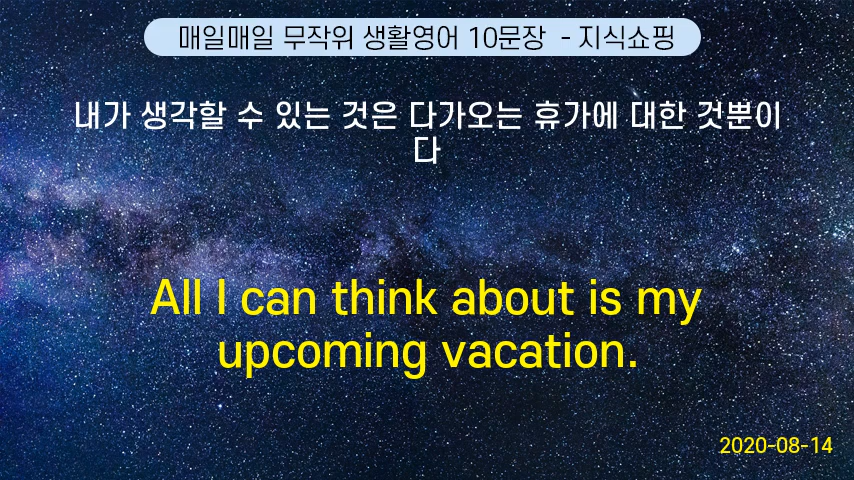 매일매일 무작위 생활영어 10문장 - 지식쇼핑
내가 생각할 수 있는 것은 다가오는 휴가에 대한 것뿐이
다
All I can think about is my
upcoming vacation.
2020-08-14